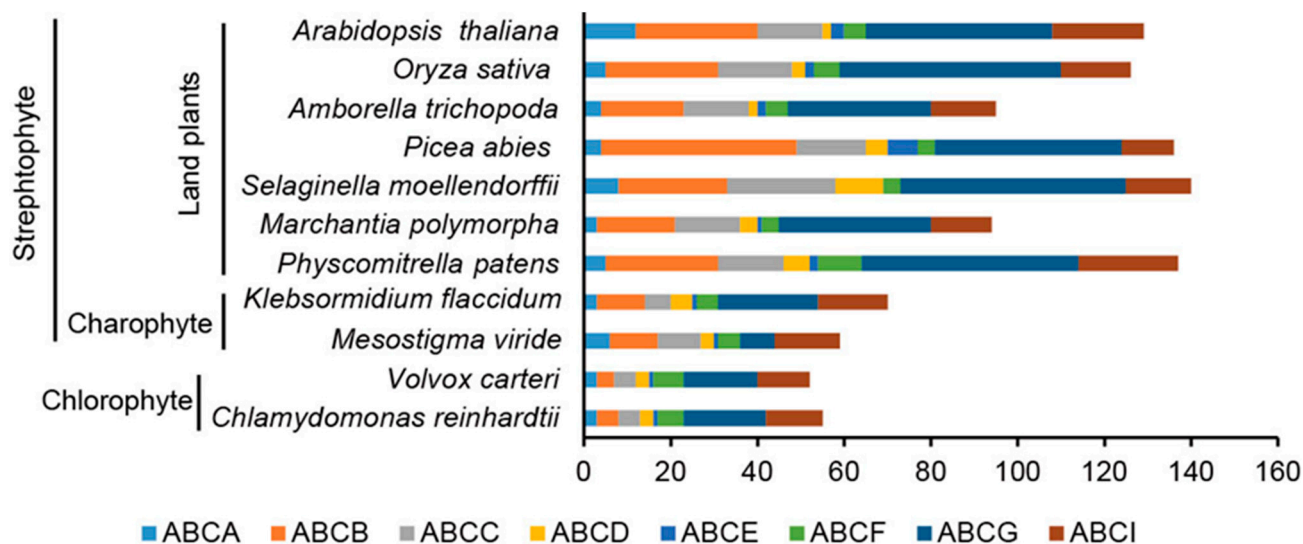 Strephtophyte
Land plants
Charophyte
Chlorophyte
Arabidopsis thaliana
Oryza sativa
Amborella trichopoda
Picea abies
Selaginella moellendorffii
Marchantia polymorpha
Physcomitrella patens
Klebsormidium flaccidum
Mesostigma viride
Volvox carteri
Chlamydomonas reinhardtii
0 20 40 60 80 100 120 140 160
ABCA ABCB ABCC ABCD ABCE ABCF ABCG ABCI